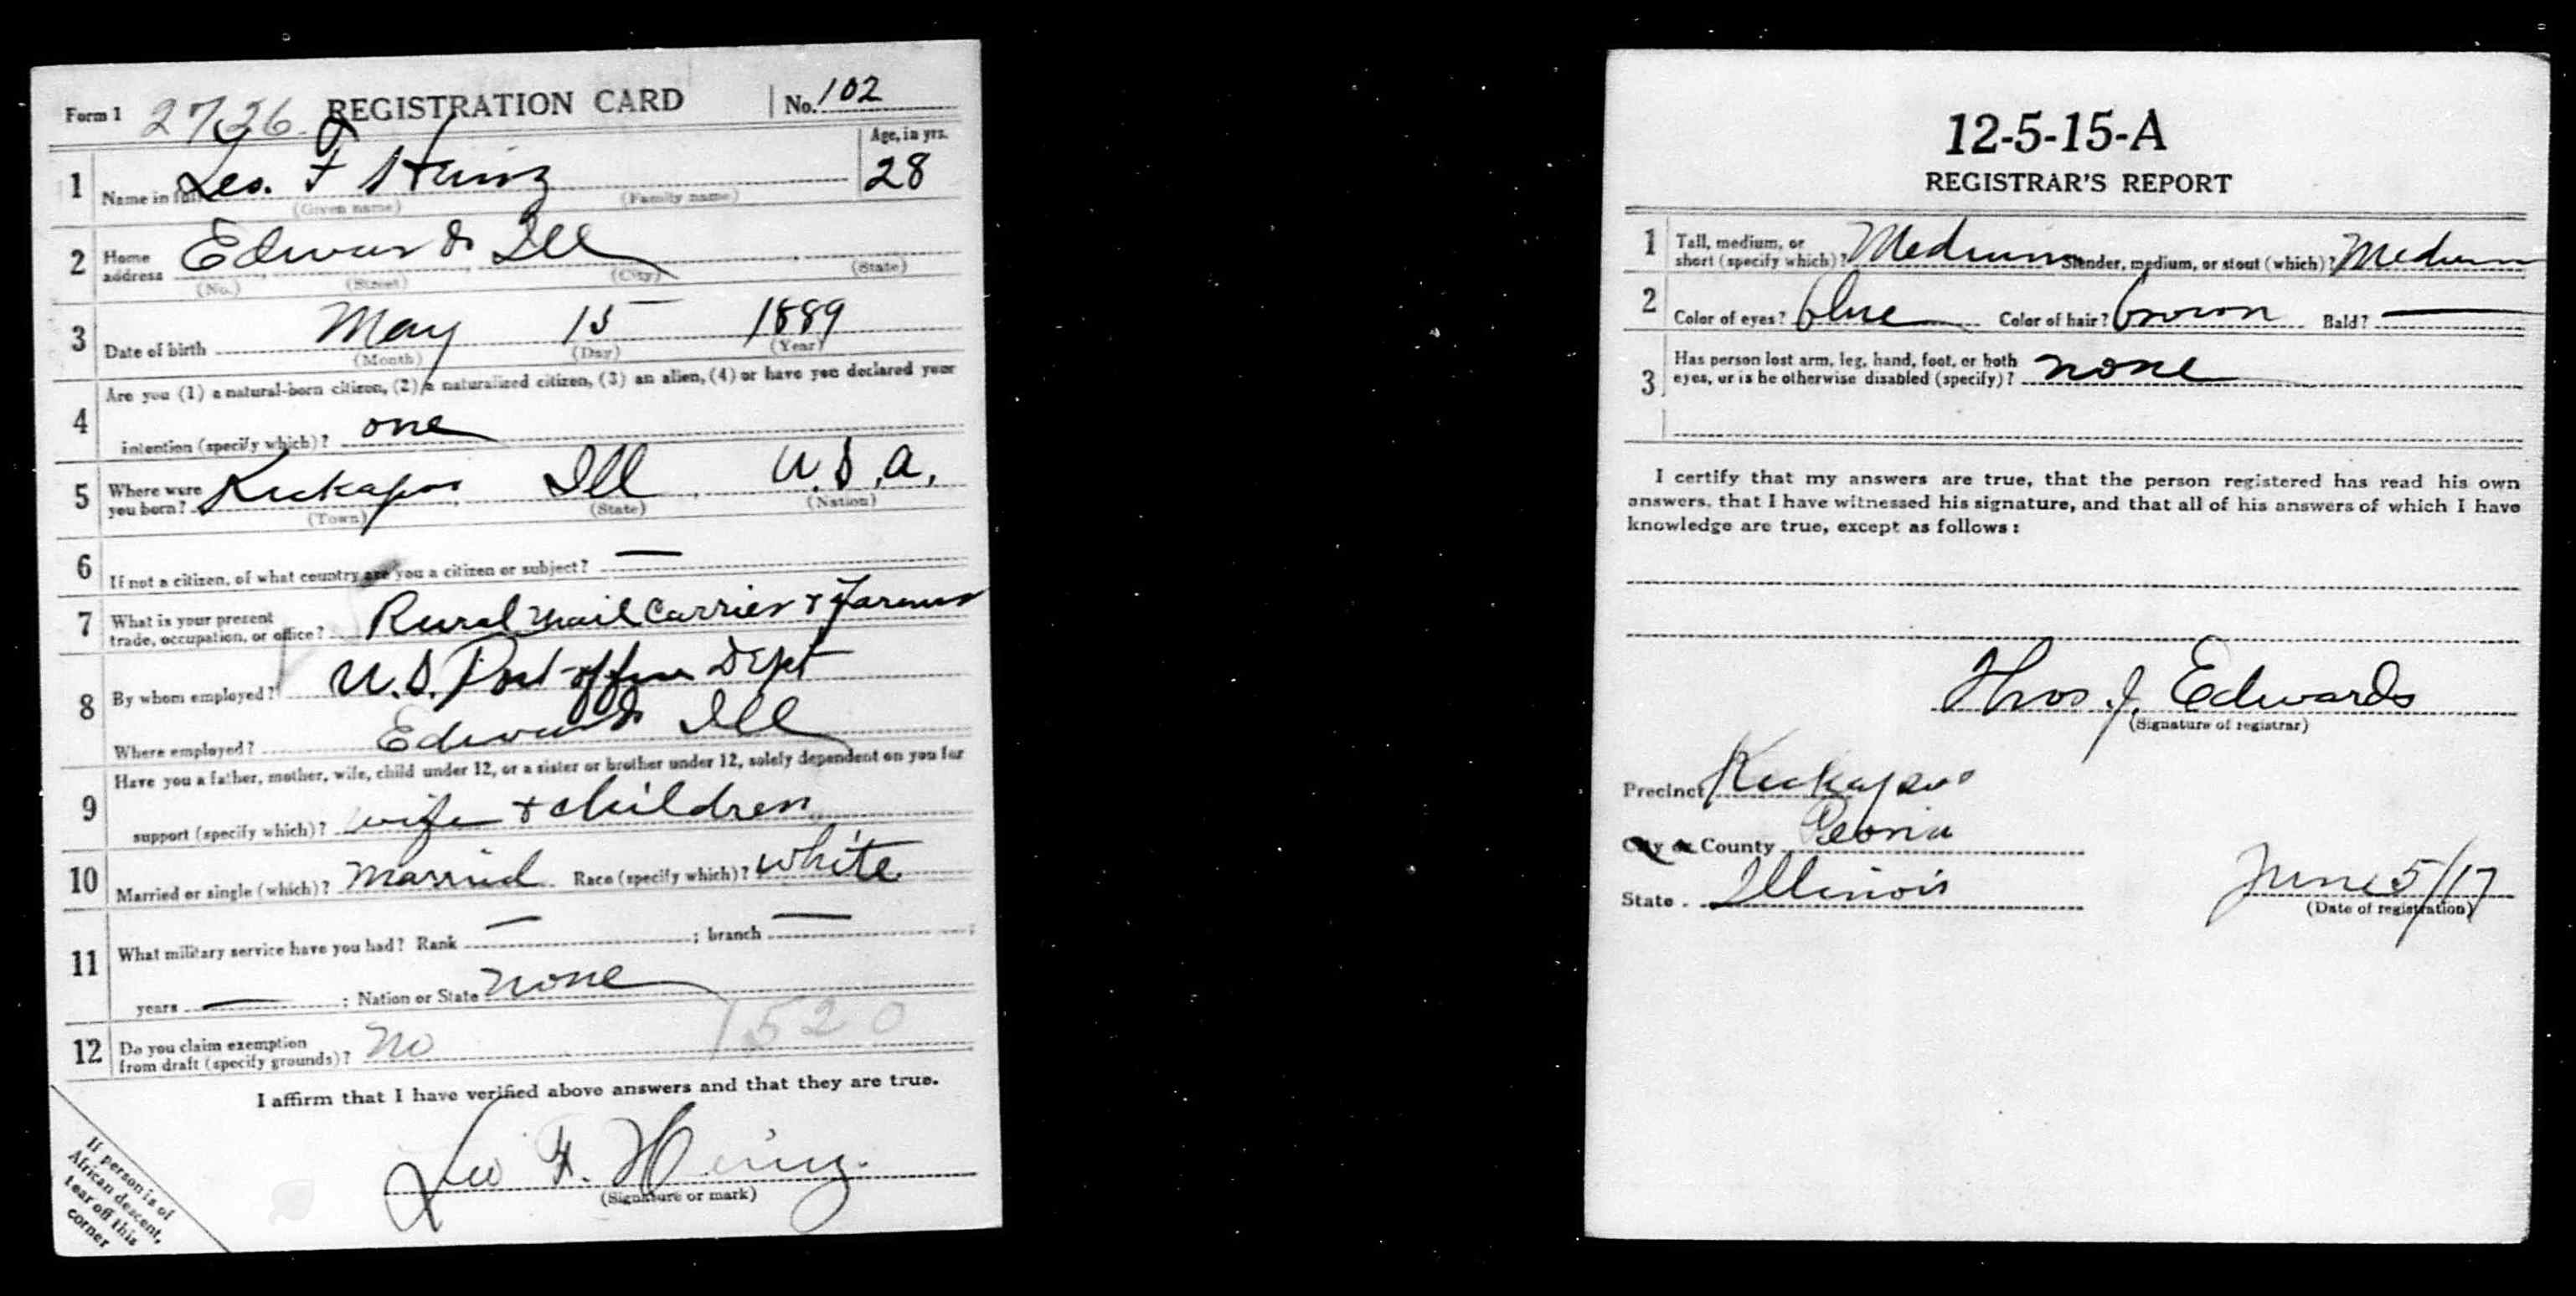 Form 1 2726 REGISTRATION CARD No. 102
1 Name in full Leo. F Heinz Age, in yrs. 28
(Given name) (Family name)
2 Home address Edwards Ill
(No.) (Street) (City) (State)
3 Date of birth May 15 1889
(Month) (Day) (Year)
4 Are you (1) a natural-born citizen, (2) a naturalized citizen, (3) an alien, (4) or have you declared your
intention (specify which)? one
5 Where were you born? Kickapoo Ill U.S.A.
(Town) (State) (Nation)
6 If not a citizen, of what country are you a citizen or subject? —
7 What is your present
trade, occupation, or office? Rural Mail Carrier & Farmer
8 By whom employed? U.S. Post-office Dept
Where employed? Edwards Ill
9 Have you a father, mother, wife, child under 12, or a sister or brother under 12, solely dependent on you for
support (specify which)? wife & children
10 Married or single (which)? Married Race (specify which)? White
11 What military service have you had? Rank — ; branch — ;
years — ; Nation or State none
12 Do you claim exemption
from draft (specify grounds)? No 1520
I affirm that I have verified above answers and that they are true.
Leo F. Heinz.
(Signature or mark)
If person is of
African descent,
tear off this
corner
12-5-15-A
REGISTRAR'S REPORT
1 Tall, medium, or
short (specify which)? Medium Slender, medium, or stout (which)? Medium
2 Color of eyes? blue Color of hair? brown Bald? —
3 Has person lost arm, leg, hand, foot, or both
eyes, or is he otherwise disabled (specify)? none
I certify that my answers are true, that the person registered has read his own
answers, that I have witnessed his signature, and that all of his answers of which I have
knowledge are true, except as follows:
Thos. J. Edwards
(Signature of registrar)
Precinct Kickapoo
City or County Peoria
State Illinois June 5/17
(Date of registration)